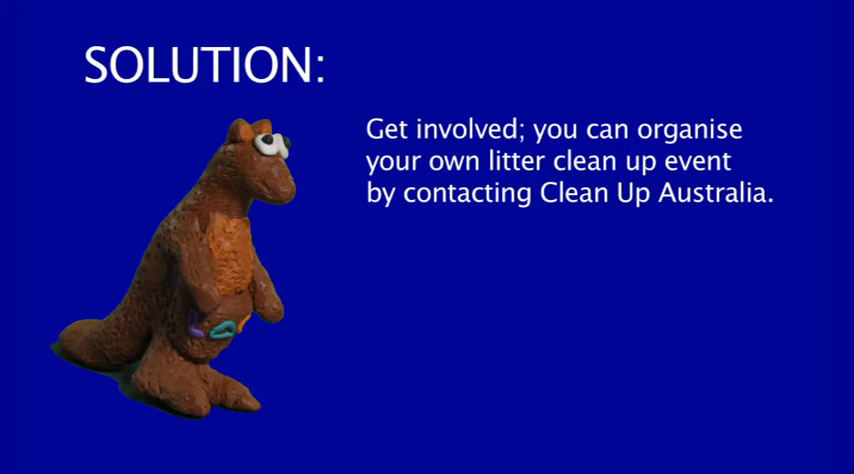 SOLUTION:
Get involved; you can organise
your own litter clean up event
by contacting Clean Up Australia.